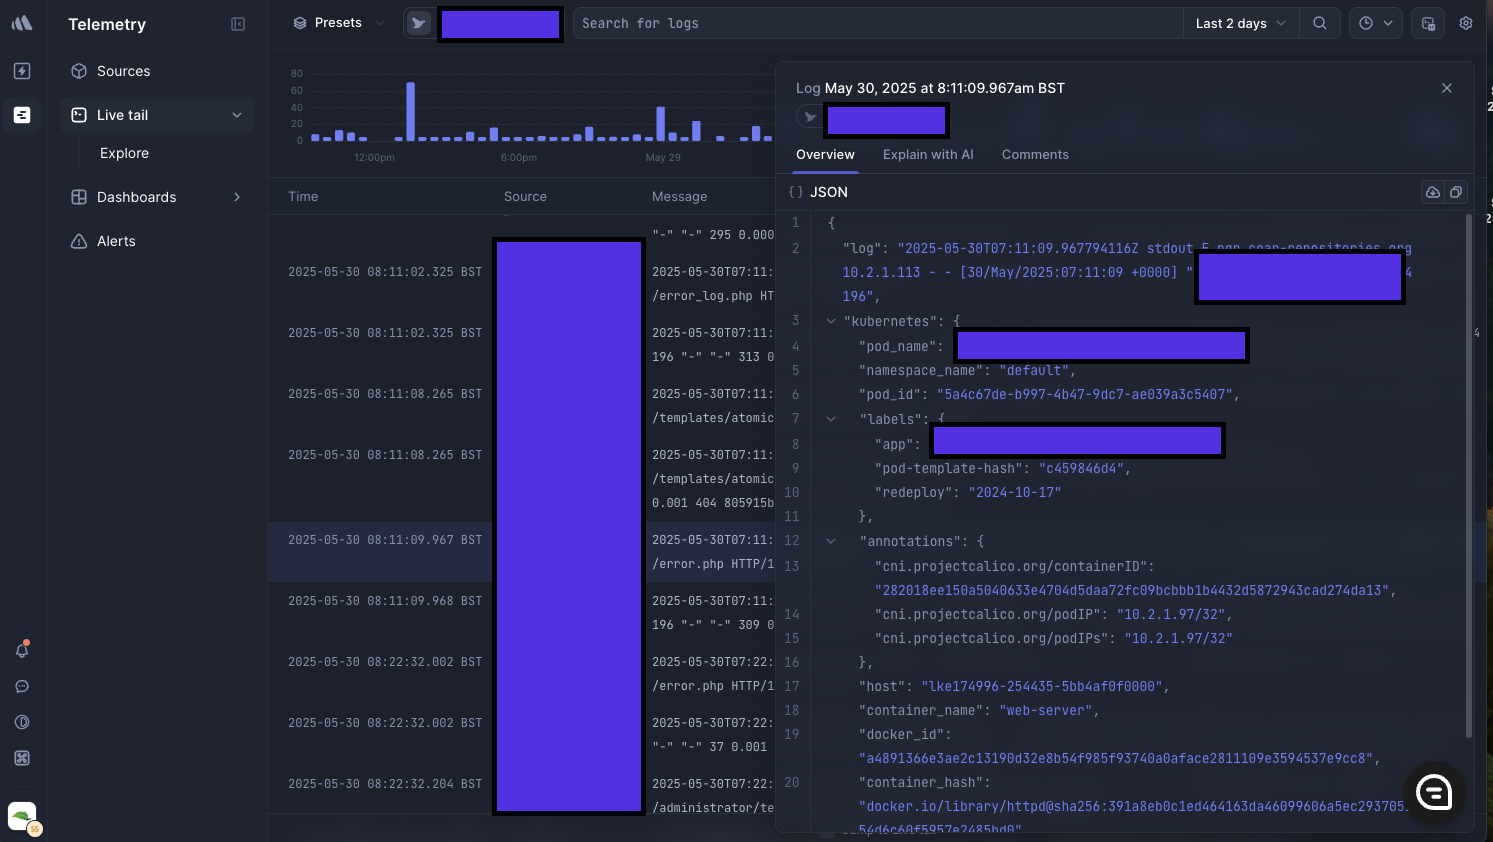 Telemetry
Sources
Live tail
Explore
Dashboards
Alerts
$$
Presets
Search for logs
Last 2 days
80
60
40
20
0
12:00pm
6:00pm
May 29
Time
Source
Message
"-" "-" 295 0.000
2025-05-30 08:11:02.325 BST
2025-05-30T07:11:
/error_log.php HT
2025-05-30 08:11:02.325 BST
2025-05-30T07:11:
196 "-" "-" 313 0
2025-05-30 08:11:08.265 BST
2025-05-30T07:11:
/templates/atomic
2025-05-30 08:11:08.265 BST
2025-05-30T07:11:
/templates/atomic
0.001 404 805915b
2025-05-30 08:11:09.967 BST
2025-05-30T07:11:
/error.php HTTP/1
2025-05-30 08:11:09.968 BST
2025-05-30T07:11:
196 "-" "-" 309 0
2025-05-30 08:22:32.002 BST
2025-05-30T07:22:
/error.php HTTP/1
2025-05-30 08:22:32.002 BST
2025-05-30T07:22:
"-" "-" 37 0.001
2025-05-30 08:22:32.204 BST
2025-05-30T07:22:
/administrator/te
Log May 30, 2025 at 8:11:09.967am BST
Overview
Explain with AI
Comments
{} JSON
1 {
2 "log": "2025-05-30T07:11:09.967794116Z stdout F ngr.coar-repositories.org
10.2.1.113 - - [30/May/2025:07:11:09 +0000] " 4
196",
3 "kubernetes": {
4 "pod_name":
5 "namespace_name": "default",
6 "pod_id": "5a4c67de-b997-4b47-9dc7-ae039a3c5407",
7 "labels": {
8 "app":
9 "pod-template-hash": "c459846d4",
10 "redeploy": "2024-10-17"
11 },
12 "annotations": {
13 "cni.projectcalico.org/containerID":
"282018ee150a5040633e4704d5daa72fc09bcbbb1b4432d5872943cad274da13",
14 "cni.projectcalico.org/podIP": "10.2.1.97/32",
15 "cni.projectcalico.org/podIPs": "10.2.1.97/32"
16 },
17 "host": "lke174996-254435-5bb4af0f0000",
18 "container_name": "web-server",
19 "docker_id":
"a4891366e3ae2c13190d32e8b54f985f93740a0aface2811109e3594537e9cc8",
20 "container_hash":
"docker.io/library/httpd@sha256:391a8eb0c1ed464163da46099606a5ec293705
54d6c60f5957e2485bd0"